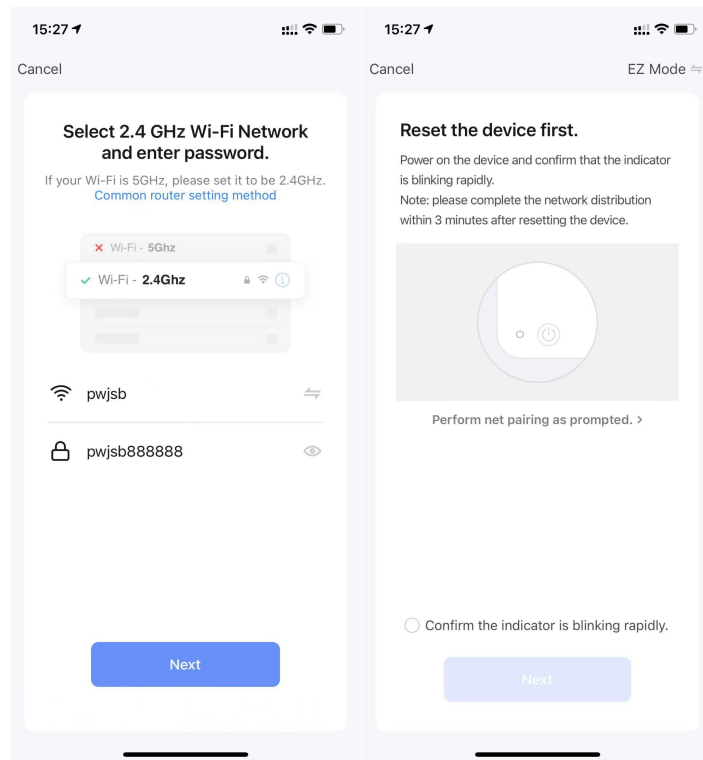 15:27
Cancel
Select 2.4 GHz Wi-Fi Network
and enter password.
If your Wi-Fi is 5GHz, please set it to be 2.4GHz.
Common router setting method
Wi-Fi - 5Ghz
Wi-Fi - 2.4Ghz
pwjsb
pwjsb888888
Next
15:27
Cancel
EZ Mode
Reset the device first.
Power on the device and confirm that the indicator
is blinking rapidly.
Note: please complete the network distribution
within 3 minutes after resetting the device.
Perform net pairing as prompted. >
Confirm the indicator is blinking rapidly.
Next